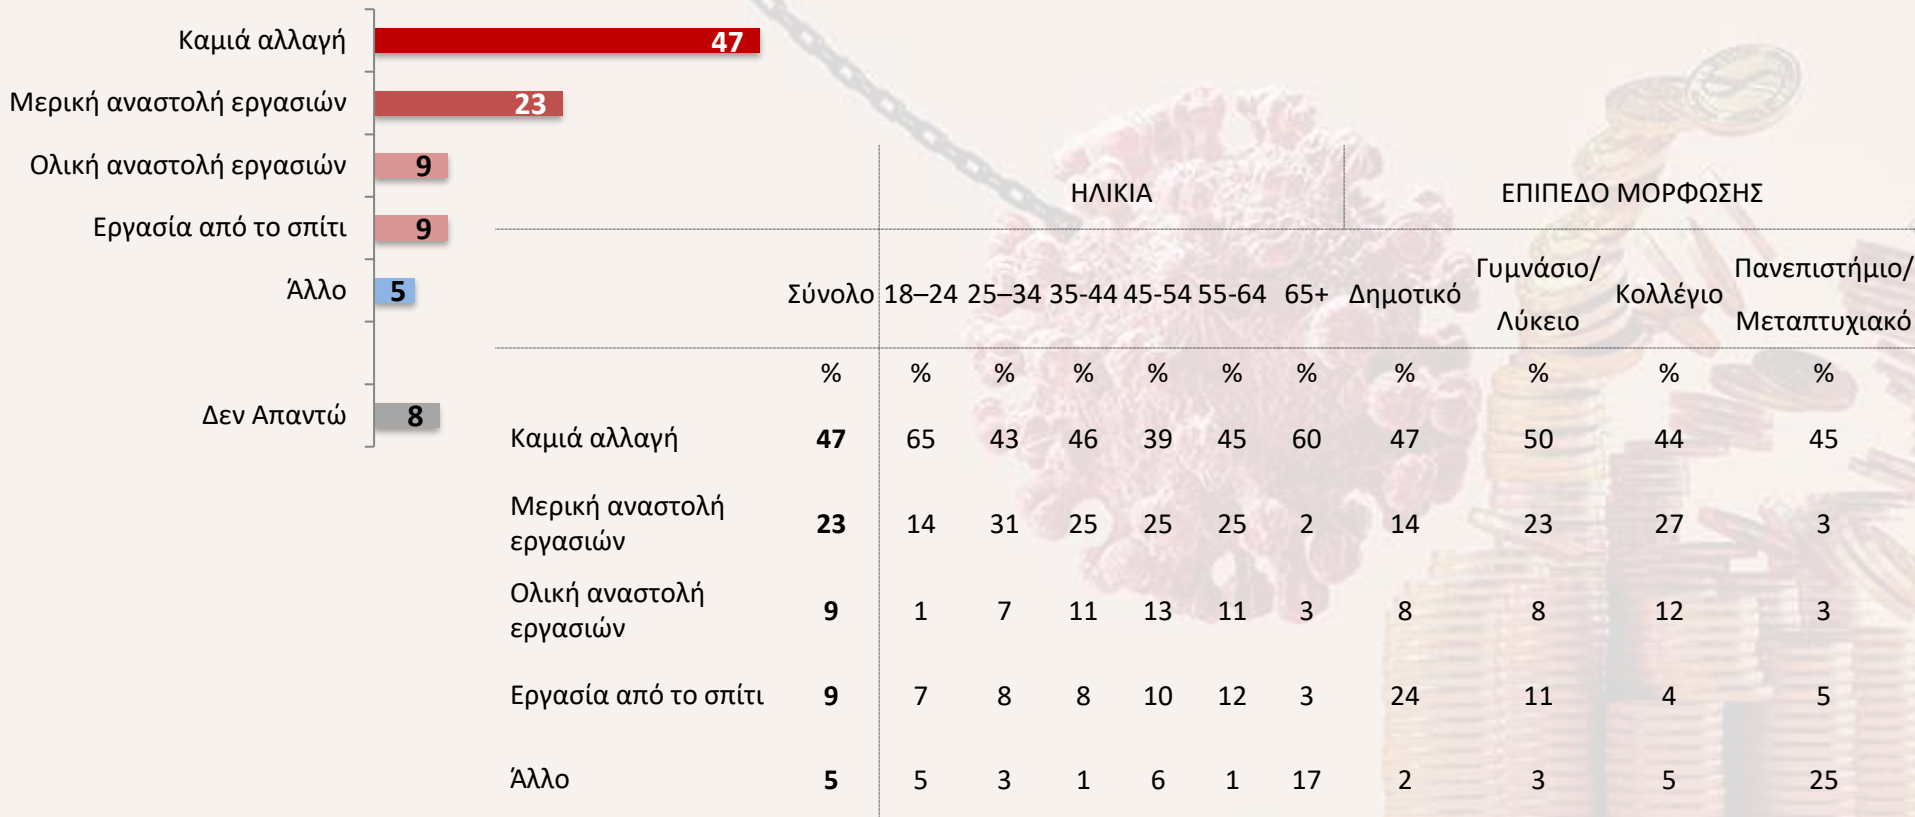 Καμιά αλλαγή 47
Μερική αναστολή εργασιών 23
Ολική αναστολή εργασιών 9
Εργασία από το σπίτι 9
Άλλο 5
Δεν Απαντώ 8
ΗΛΙΚΙΑ ΕΠΙΠΕΔΟ ΜΟΡΦΩΣΗΣ
Σύνολο 18–24 25–34 35-44 45-54 55-64 65+ Δημοτικό Γυμνάσιο/ Κολλέγιο Πανεπιστήμιο/
Λύκειο Μεταπτυχιακό
% % % % % % % % % % %
Καμιά αλλαγή 47 65 43 46 39 45 60 47 50 44 45
Μερική αναστολή
εργασιών 23 14 31 25 25 25 2 14 23 27 3
Ολική αναστολή
εργασιών 9 1 7 11 13 11 3 8 8 12 3
Εργασία από το σπίτι 9 7 8 8 10 12 3 24 11 4 5
Άλλο 5 5 3 1 6 1 17 2 3 5 25